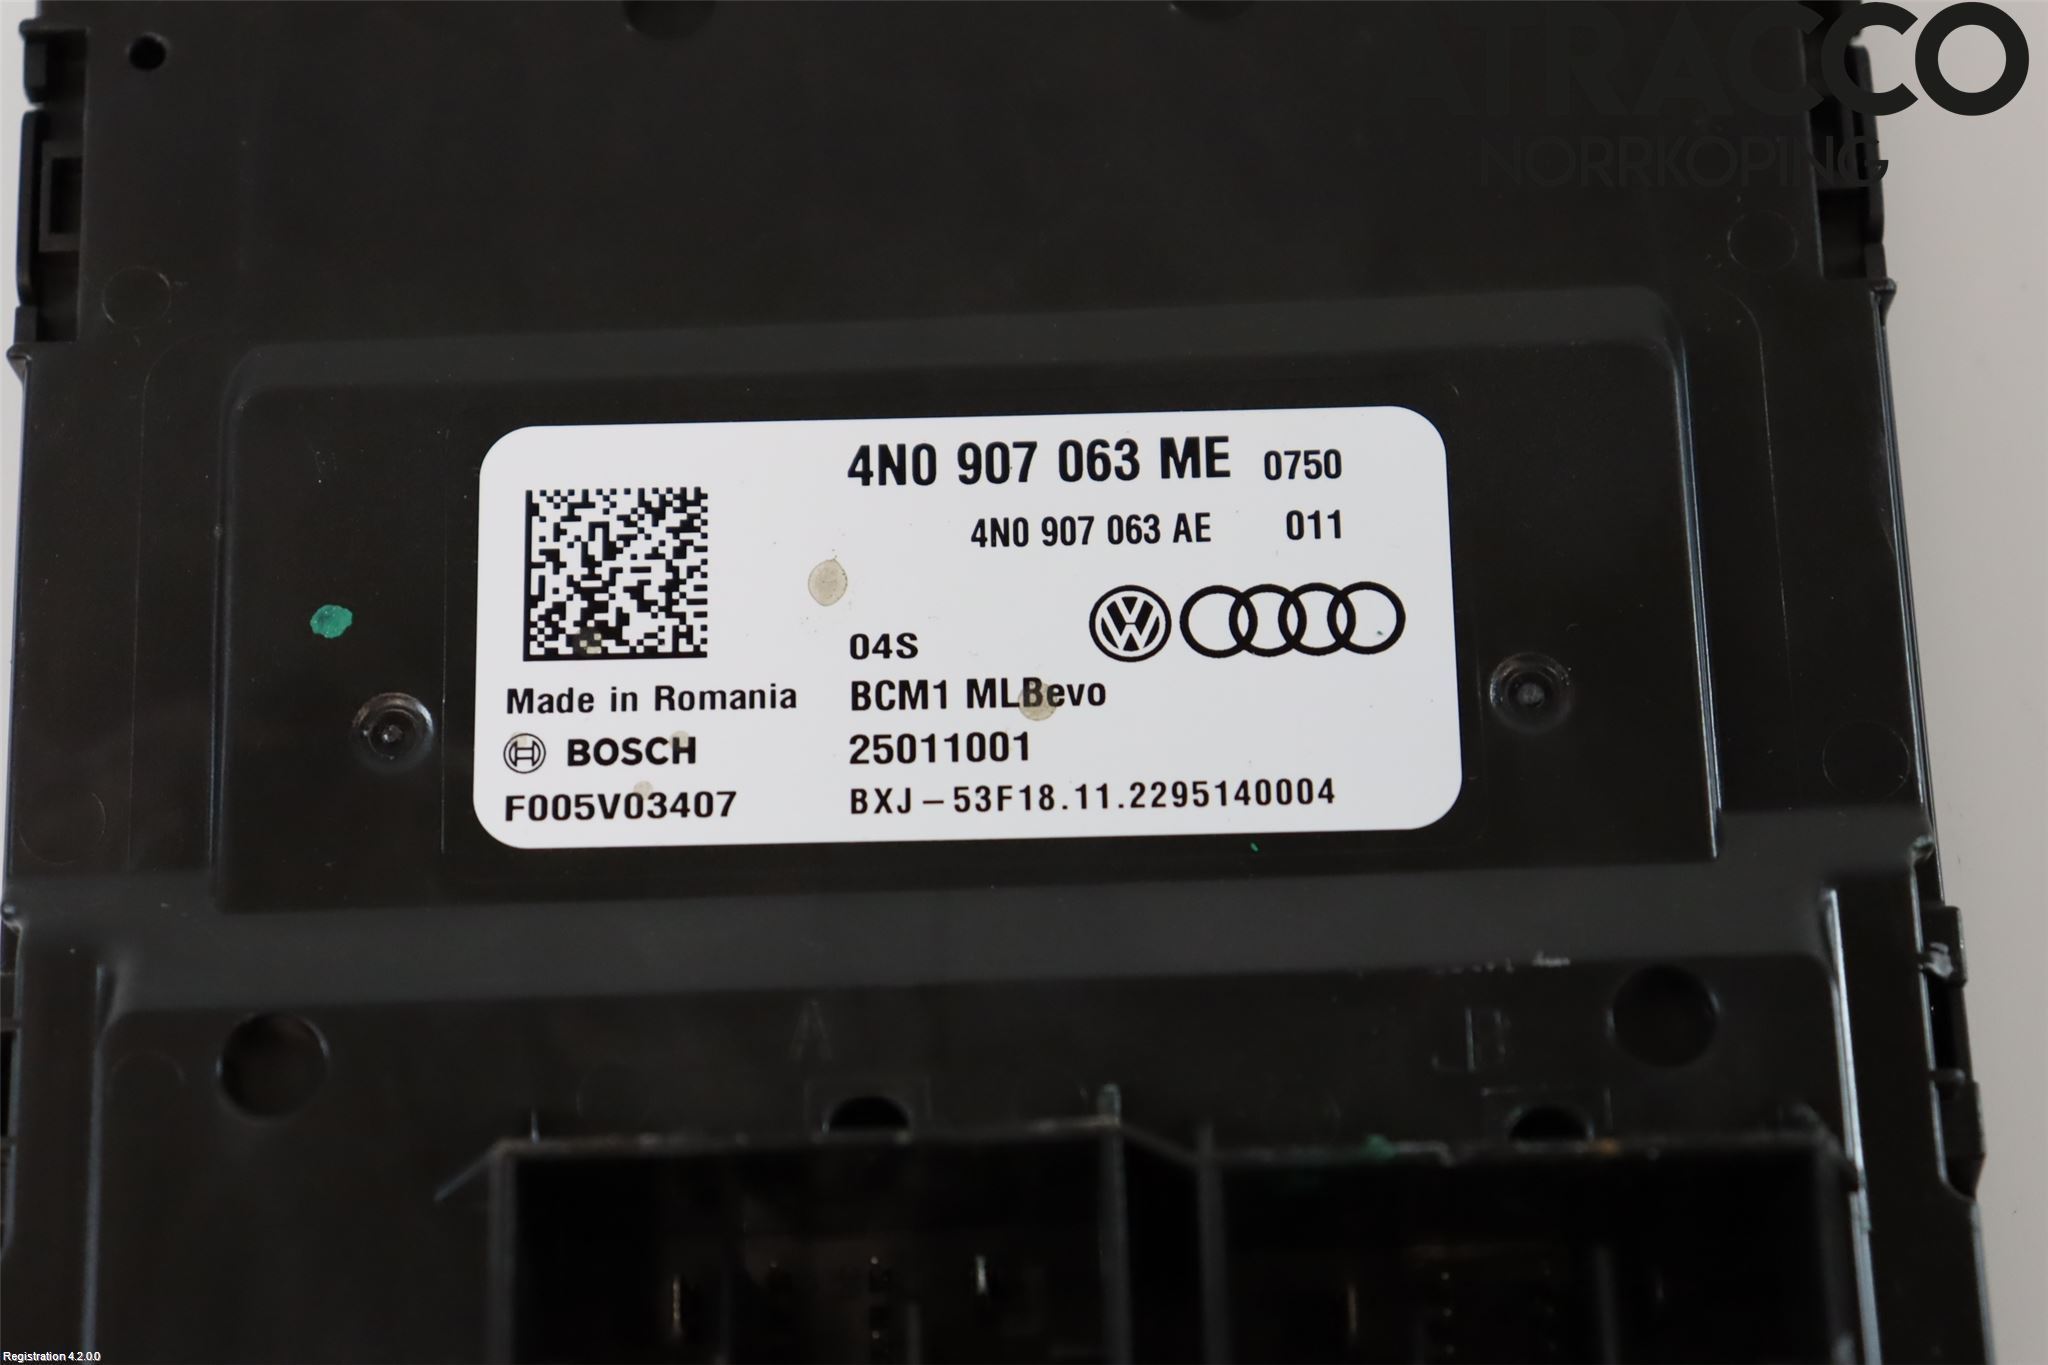 ATRACCO
NORRKÖPING
4N0 907 063 ME 0750
4N0 907 063 AE 011
04S
Made in Romania BCM1 MLBevo
BOSCH 25011001
F005V03407 BXJ-53F18.11.2295140004
A
B
Registration 4.2.0.0